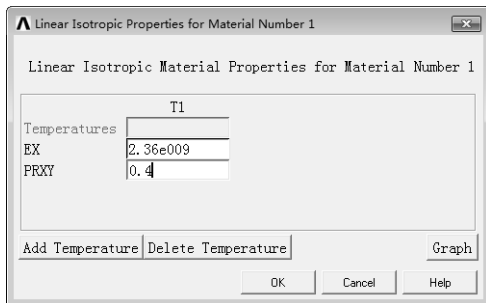 Linear Isotropic Properties for Material Number 1
Linear Isotropic Material Properties for Material Number 1
T1
Temperatures
EX 2.36e009
PRXY 0.4
Add Temperature Delete Temperature Graph
OK Cancel Help